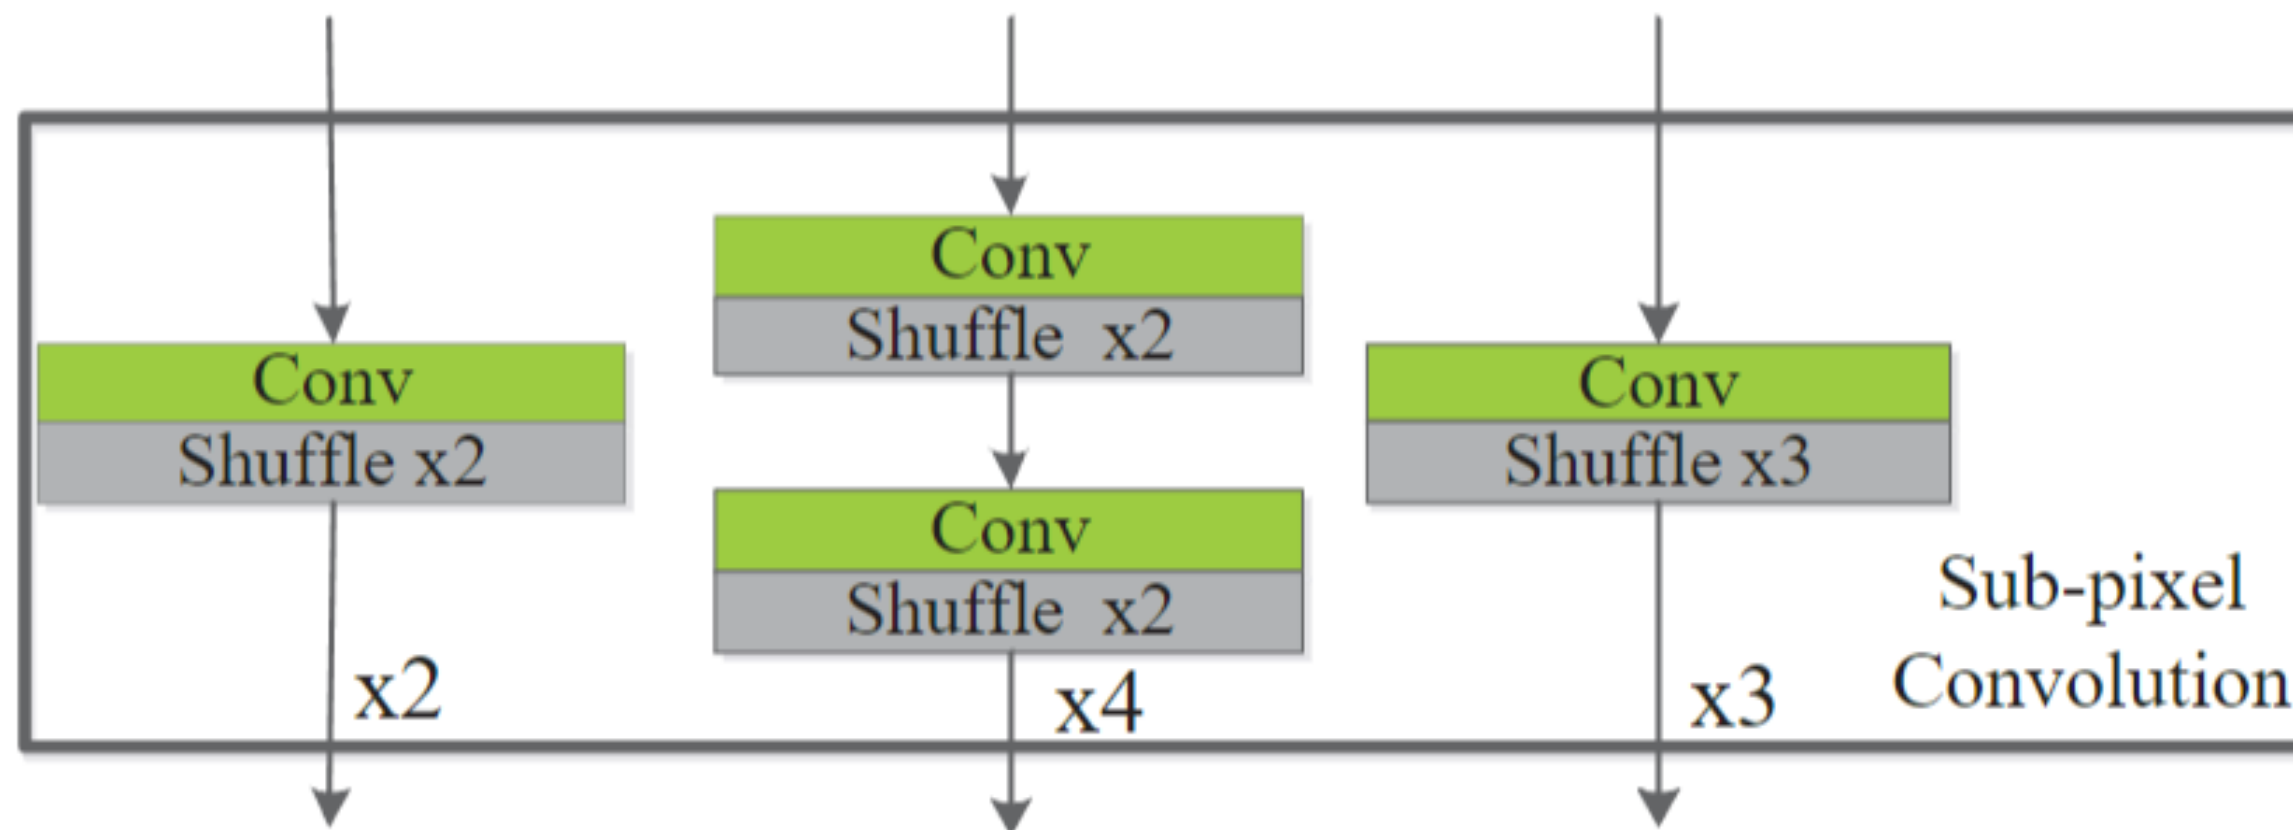 Conv
Shuffle x2
x2
Conv
Shuffle x2
Conv
Shuffle x2
x4
Conv
Shuffle x3
x3
Sub-pixel
Convolution